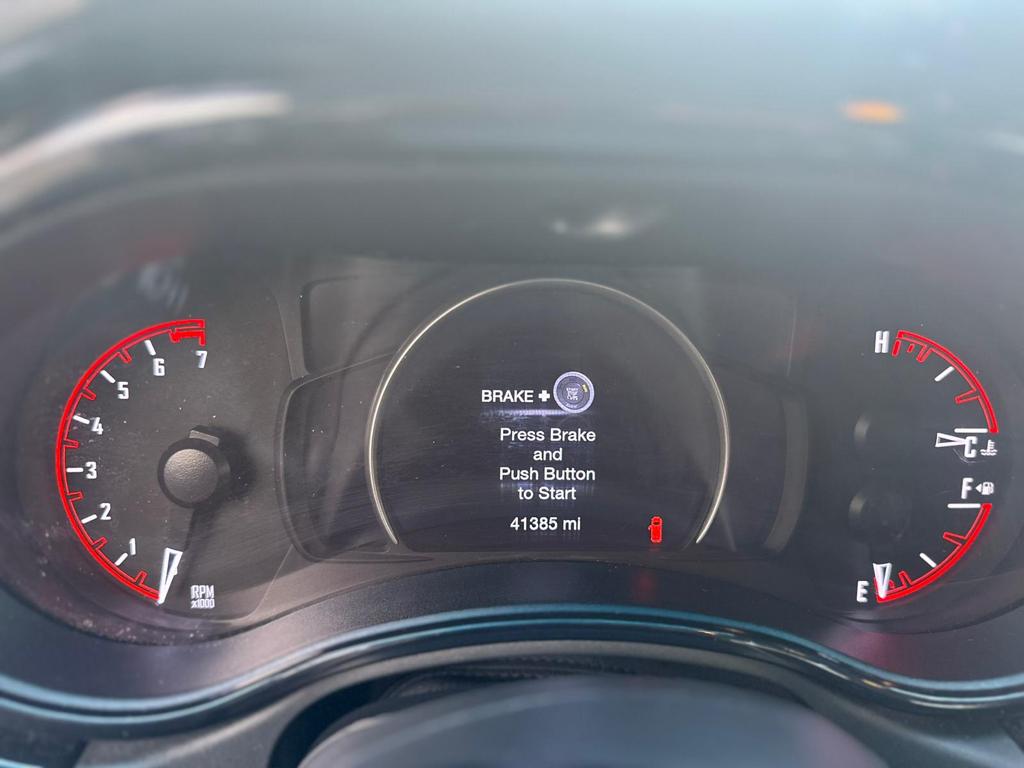 7
6
5
4
3
2
1
RPM
x1000
BRAKE +
Press Brake
and
Push Button
to Start
41385 mi
H
C
F
E